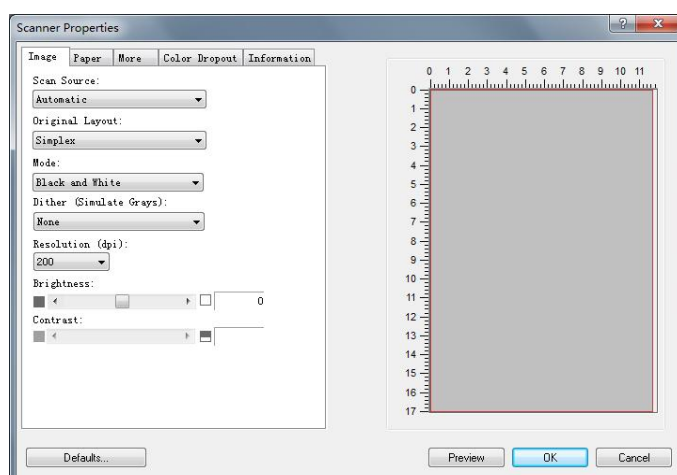 Scanner Properties
Image Paper More Color Dropout Information
Scan Source:
Automatic
Original Layout:
Simplex
Mode:
Black and White
Dither (Simulate Grays):
None
Resolution (dpi):
200
Brightness:
0
Contrast:
0 1 2 3 4 5 6 7 8 9 10 11
0
1
2
3
4
5
6
7
8
9
10
11
12
13
14
15
16
17
Defaults... Preview OK Cancel